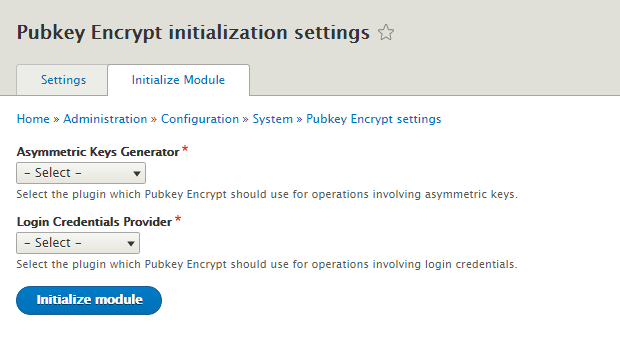 Pubkey Encrypt initialization settings
Settings Initialize Module
Home » Administration » Configuration » System » Pubkey Encrypt settings
Asymmetric Keys Generator*
– Select –
Select the plugin which Pubkey Encrypt should use for operations involving asymmetric keys.
Login Credentials Provider*
– Select –
Select the plugin which Pubkey Encrypt should use for operations involving login credentials.
Initialize module